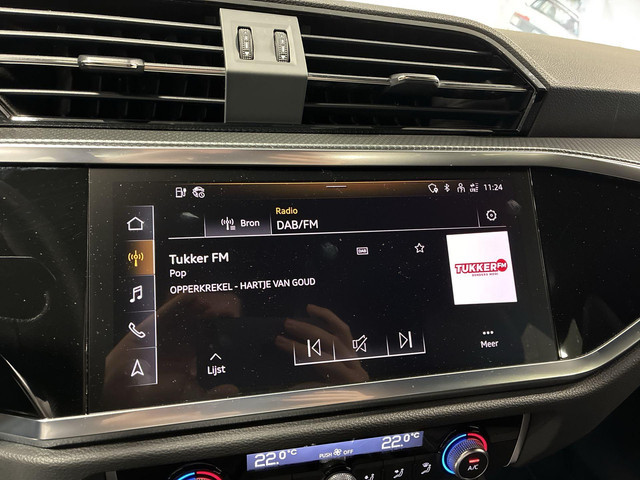 11:24
Radio
Bron
DAB/FM
Tukker FM
DAB
Pop
OPPERKREKEL - HARTJE VAN GOUD
TUKKER FM
Lijst
Meer
22.0°C
PUSH OFF
22.0°C
A/C